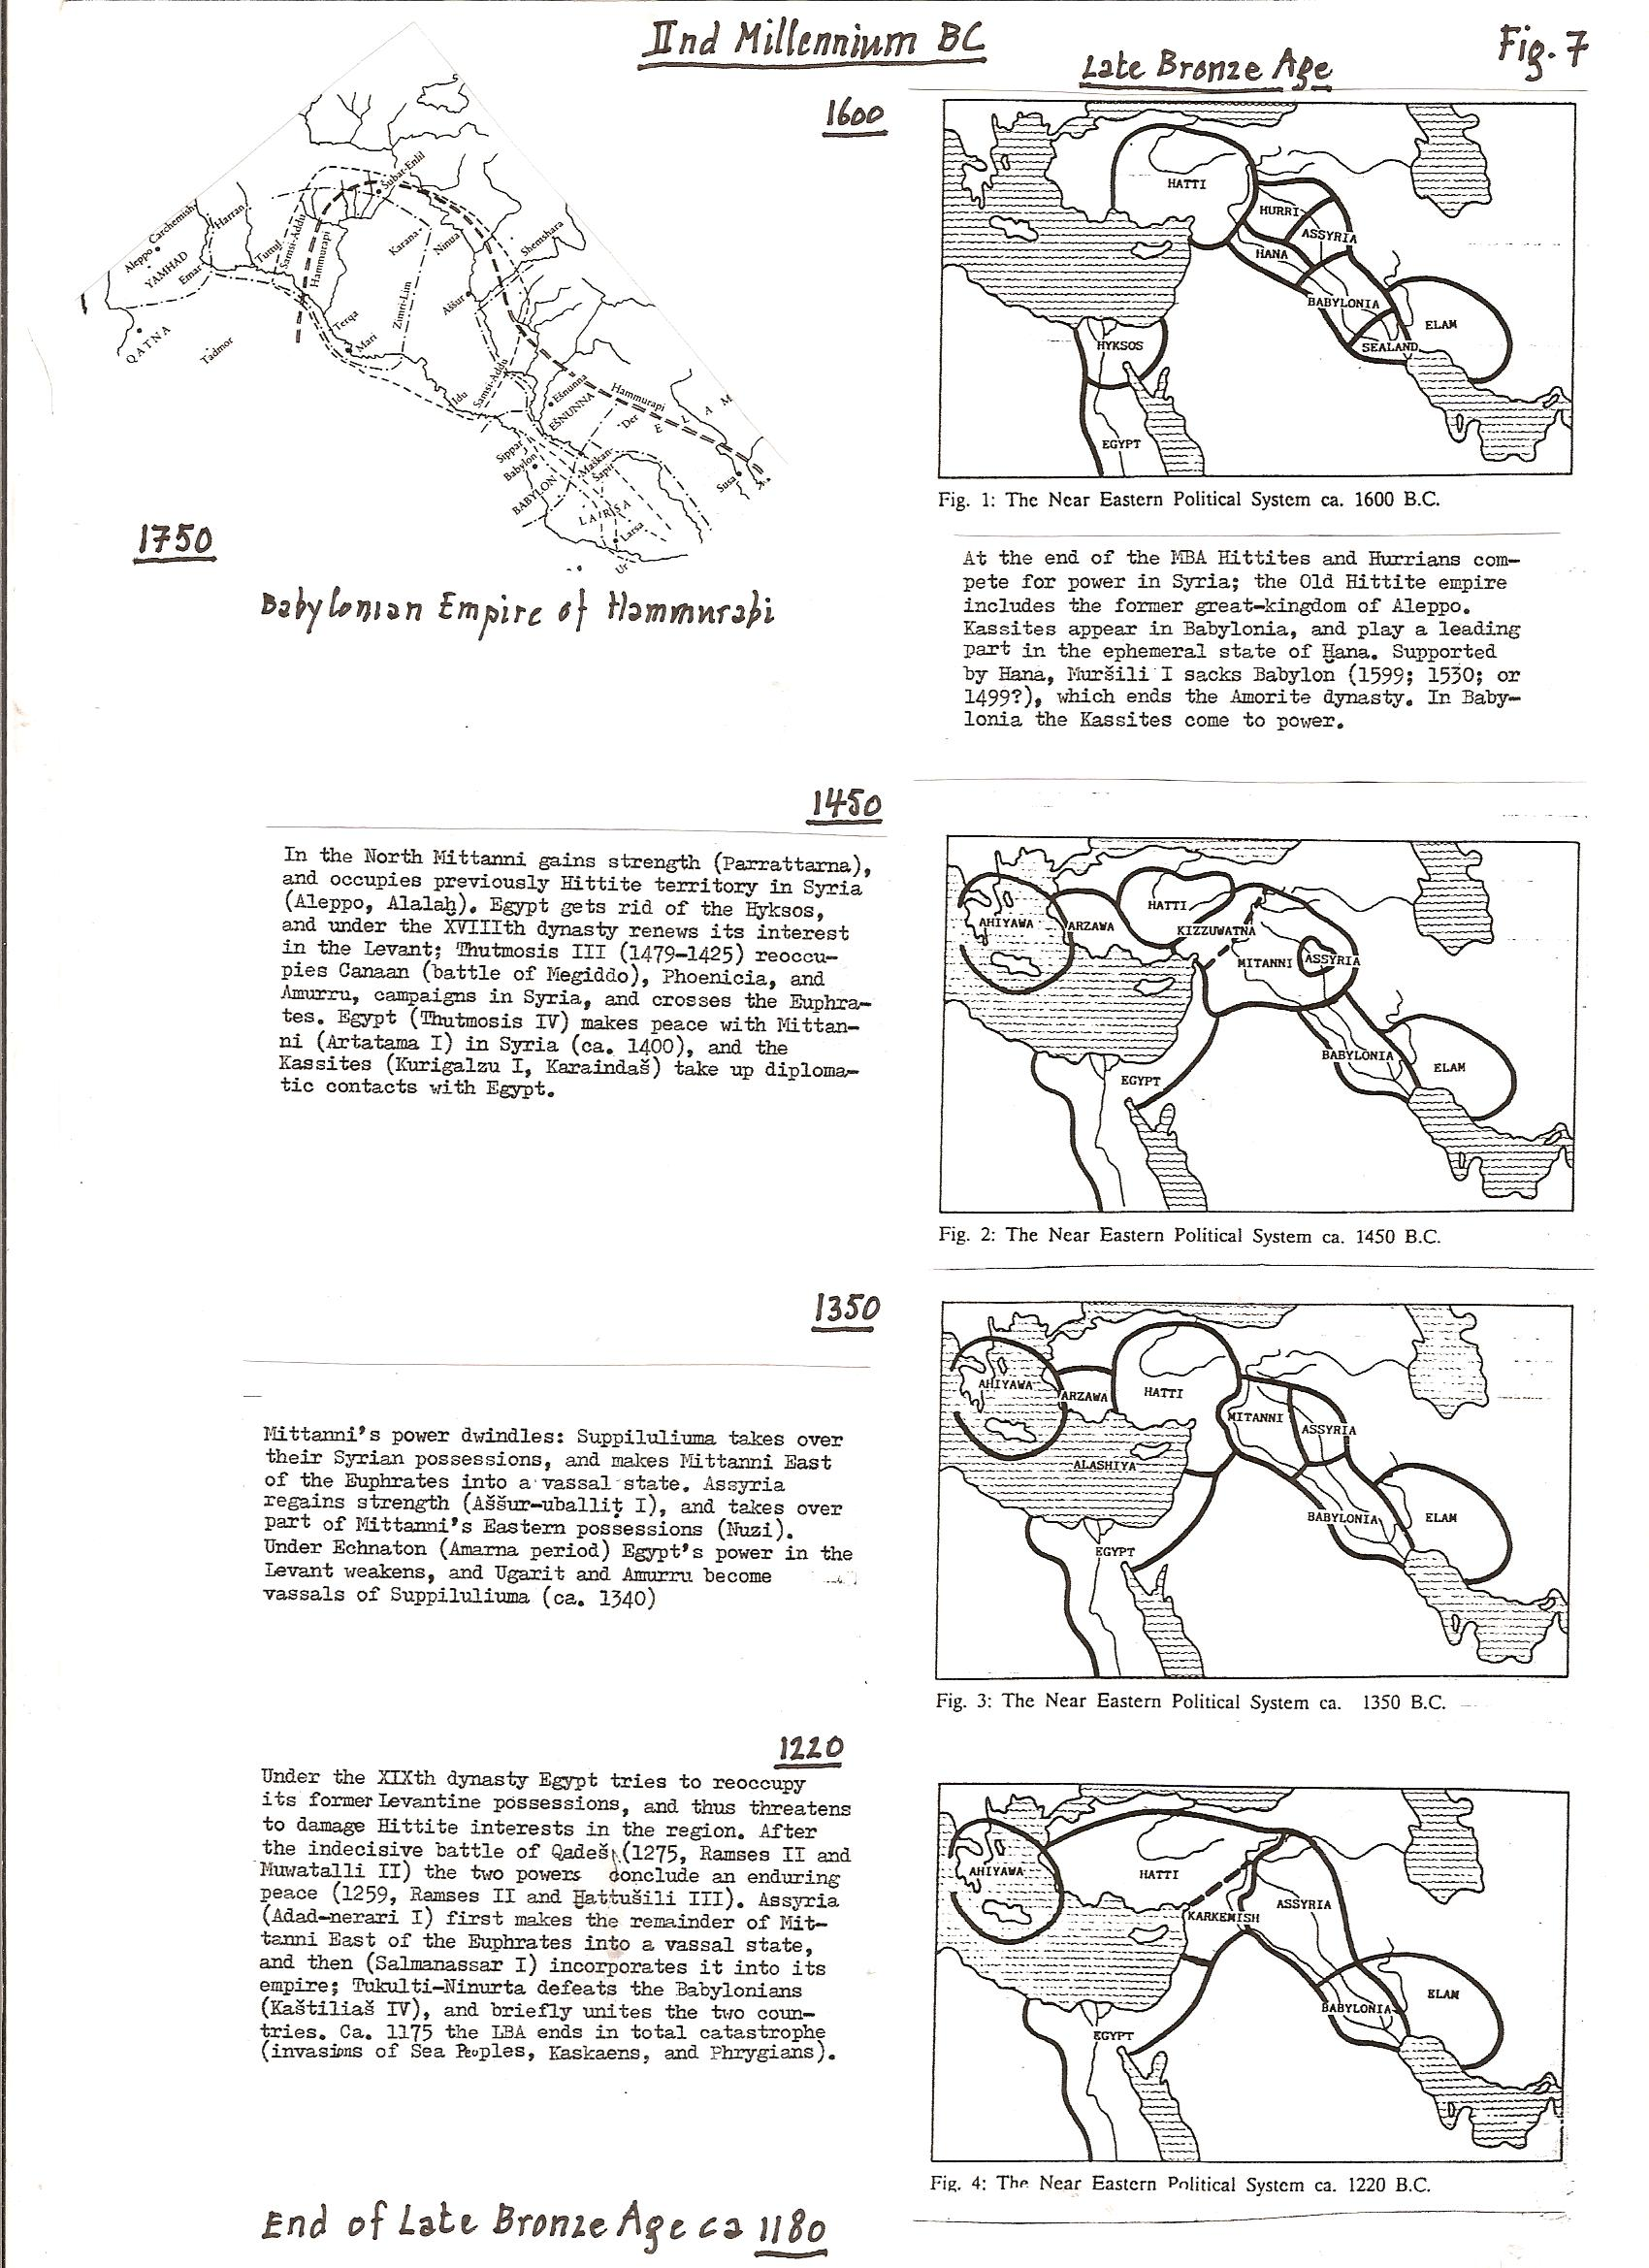 IInd Millennium BC
Late Bronze Age
Fig. 7
1600
Šubat-Enlil
Carchemish
Harran
Aleppo
YAMHAD
Emar
Tuttul
Samsi-Addu
Hammurapi
Karana
Ninua
Shemshara
Zimri-Lim
Aššur
QATNA
Tadmor
Terqa
Mari
Idu
Samsi-Addu
Ešnunna
EŠNUNNA
Hammurapi
Der
ELAM
Sippar
Babylon
BABYLON
Maškan-
šapir
Susa
LARSA
Larsa
Ur
1750
Babylonian Empire of Hammurabi
HATTI
HURRI
ASSYRIA
HANA
BABYLONIA
ELAM
SEALAND
HYKSOS
EGYPT
Fig. 1: The Near Eastern Political System ca. 1600 B.C.
At the end of the MBA Hittites and Hurrians com-
pete for power in Syria; the Old Hittite empire
includes the former great-kingdom of Aleppo.
Kassites appear in Babylonia, and play a leading
part in the ephemeral state of Ḫana. Supported
by Hana, Muršili I sacks Babylon (1599; 1530; or
1499?), which ends the Amorite dynasty. In Baby-
lonia the Kassites come to power.
1450
In the North Mittanni gains strength (Parrattarna),
and occupies previously Hittite territory in Syria
(Aleppo, Alalaḫ). Egypt gets rid of the Hyksos,
and under the XVIIIth dynasty renews its interest
in the Levant; Thutmosis III (1479-1425) reoccu-
pies Canaan (battle of Megiddo), Phoenicia, and
Amurru, campaigns in Syria, and crosses the Euphra-
tes. Egypt (Thutmosis IV) makes peace with Mittan-
ni (Artatama I) in Syria (ca. 1400), and the
Kassites (Kurigalzu I, Karaindaš) take up diploma-
tic contacts with Egypt.
AHIYAWA
ARZAWA
HATTI
KIZZUWATNA
MITANNI
ASSYRIA
BABYLONIA
ELAM
EGYPT
Fig. 2: The Near Eastern Political System ca. 1450 B.C.
1350
Mittanni's power dwindles: Suppiluliuma takes over
their Syrian possessions, and makes Mittanni East
of the Euphrates into a vassal state. Assyria
regains strength (Aššur-uballiṭ I), and takes over
part of Mittanni's Eastern possessions (Nuzi).
Under Echnaton (Amarna period) Egypt's power in the
Levant weakens, and Ugarit and Amurru become
vassals of Suppiluliuma (ca. 1340)
AHIYAWA
ARZAWA
HATTI
MITANNI
ASSYRIA
ALASHIYA
BABYLONIA
ELAM
EGYPT
Fig. 3: The Near Eastern Political System ca. 1350 B.C.
1220
Under the XIXth dynasty Egypt tries to reoccupy
its former Levantine possessions, and thus threatens
to damage Hittite interests in the region. After
the indecisive battle of Qadeš (1275, Ramses II and
Muwatalli II) the two powers conclude an enduring
peace (1259, Ramses II and Ḫattušili III). Assyria
(Adad-nerari I) first makes the remainder of Mit-
tanni East of the Euphrates into a vassal state,
and then (Salmanassar I) incorporates it into its
empire; Tukulti-Ninurta defeats the Babylonians
(Kaštiliaš IV), and briefly unites the two coun-
tries. Ca. 1175 the LBA ends in total catastrophe
(invasions of Sea Peoples, Kaskaens, and Phrygians).
AHIYAWA
HATTI
KARKEMISH
ASSYRIA
BABYLONIA
ELAM
EGYPT
Fig. 4: The Near Eastern Political System ca. 1220 B.C.
End of Late Bronze Age ca 1180